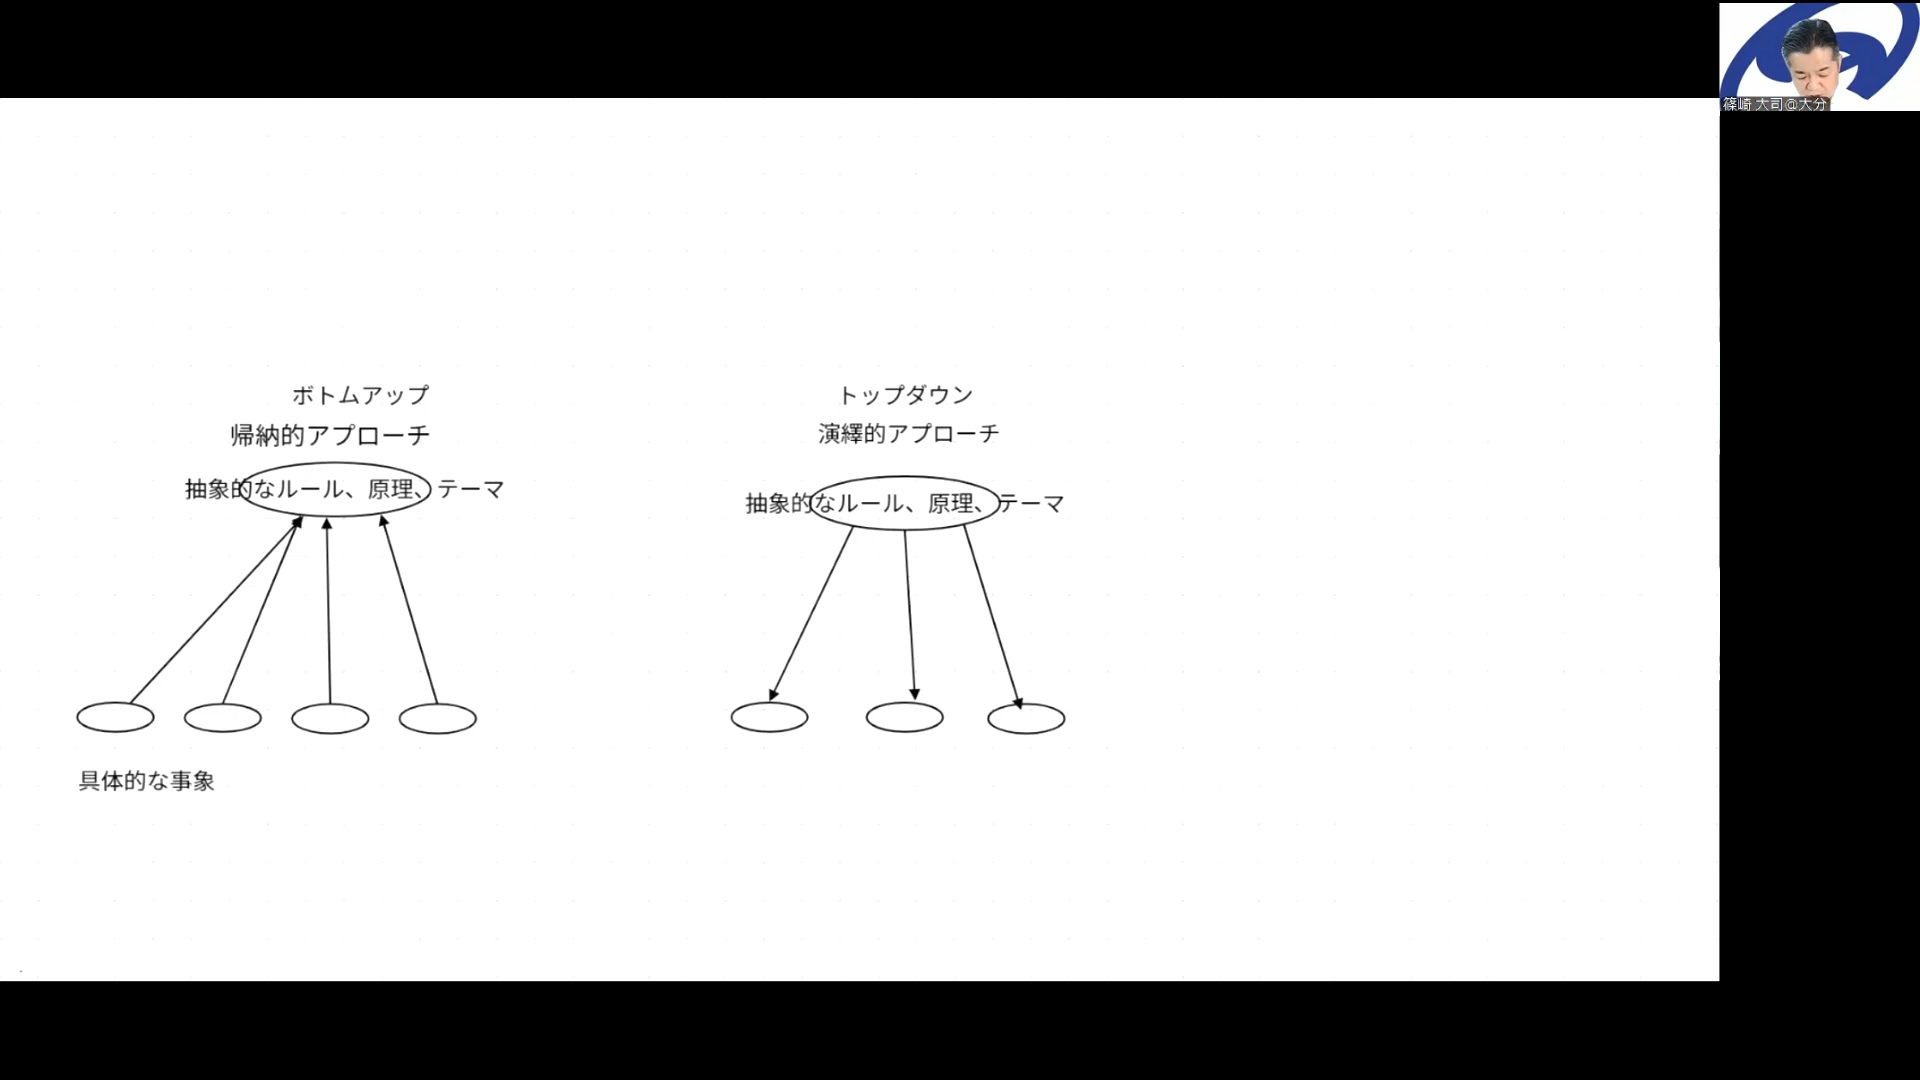 篠崎 大司@大分
ボトムアップ
帰納的アプローチ
抽象的なルール、原理、テーマ
具体的な事象
トップダウン
演繹的アプローチ
抽象的なルール、原理、テーマ